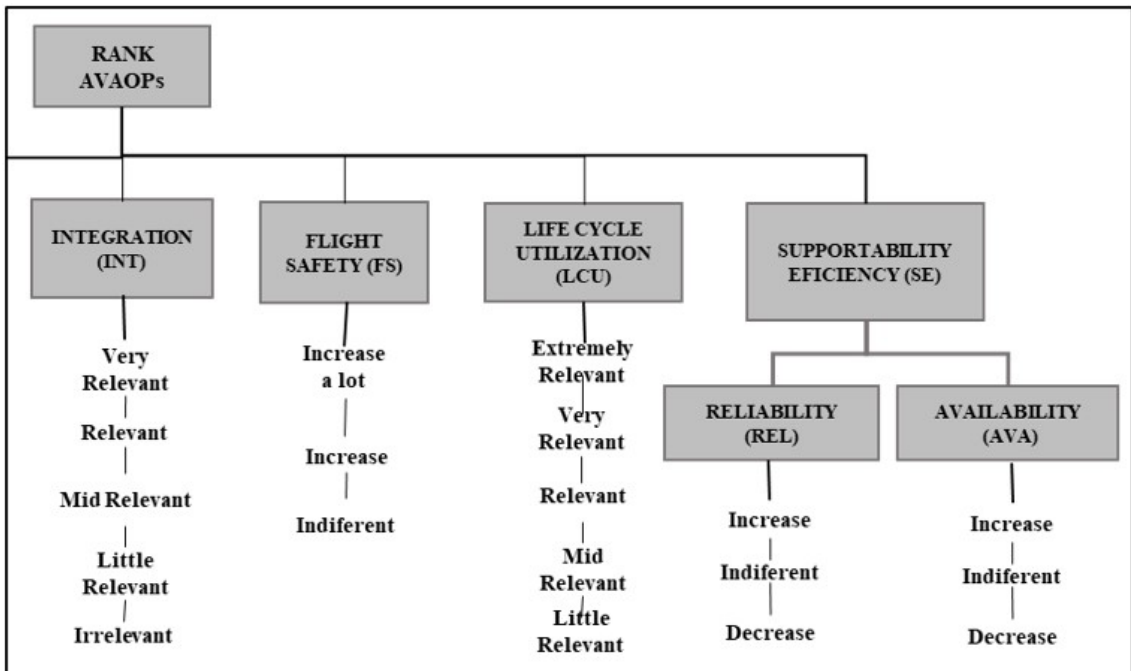 RANK
AVAOPs
INTEGRATION
(INT)
Very
Relevant
Relevant
Mid Relevant
Little
Relevant
Irrelevant
FLIGHT
SAFETY (FS)
Increase
a lot
Increase
Indiferent
LIFE CYCLE
UTILIZATION
(LCU)
Extremely
Relevant
Very
Relevant
Relevant
Mid
Relevant
Little
Relevant
SUPPORTABILITY
EFICIENCY (SE)
RELIABILITY
(REL)
Increase
Indiferent
Decrease
AVAILABILITY
(AVA)
Increase
Indiferent
Decrease